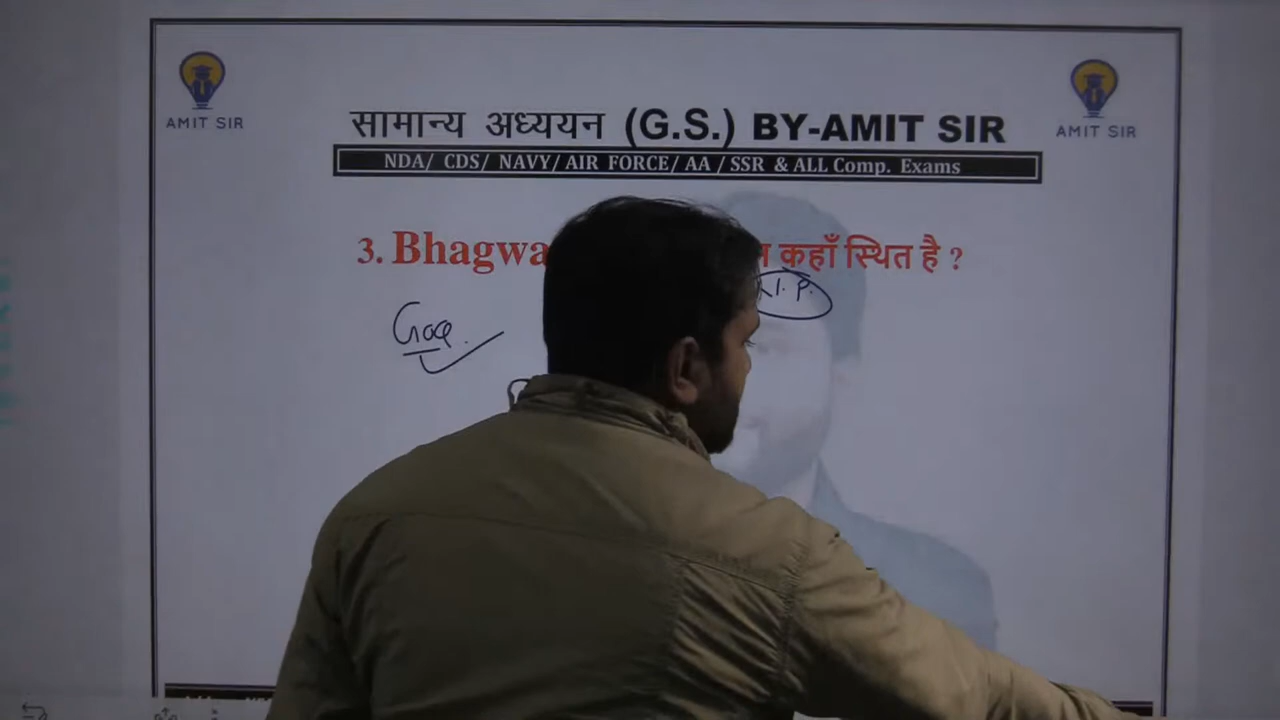 AMIT SIR
सामान्य अध्ययन (G.S.) BY-AMIT SIR
AMIT SIR
NDA/ CDS/ NAVY/ AIR FORCE/ AA / SSR & ALL Comp. Exams
3. Bhagwa कहाँ स्थित है ?
Goa.